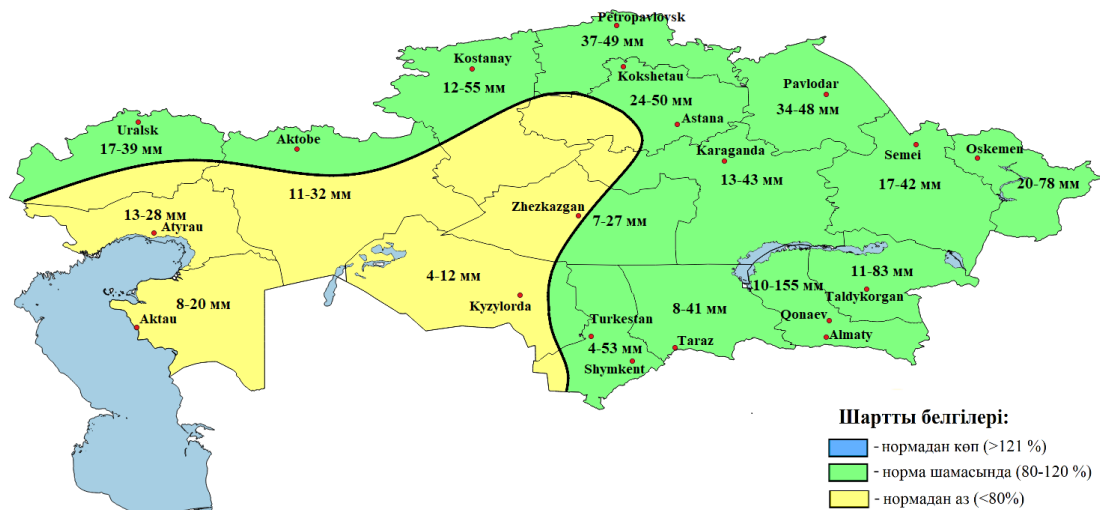 Petropavlovsk
37-49 мм
Kostanay
12-55 мм
Kokshetau
24-50 мм
Astana
Pavlodar
34-48 мм
Uralsk
17-39 мм
Aktobe
11-32 мм
Karaganda
13-43 мм
Semei
17-42 мм
Oskemen
20-78 мм
13-28 мм
Atyrau
Zhezkazgan
7-27 мм
8-20 мм
Aktau
4-12 мм
Kyzylorda
Turkestan
4-53 мм
Shymkent
8-41 мм
Taraz
10-155 мм
Qonaev
Almaty
11-83 мм
Taldykorgan
Шартты белгілері:
- нормадан көп (>121 %)
- норма шамасында (80-120 %)
- нормадан аз (<80%)